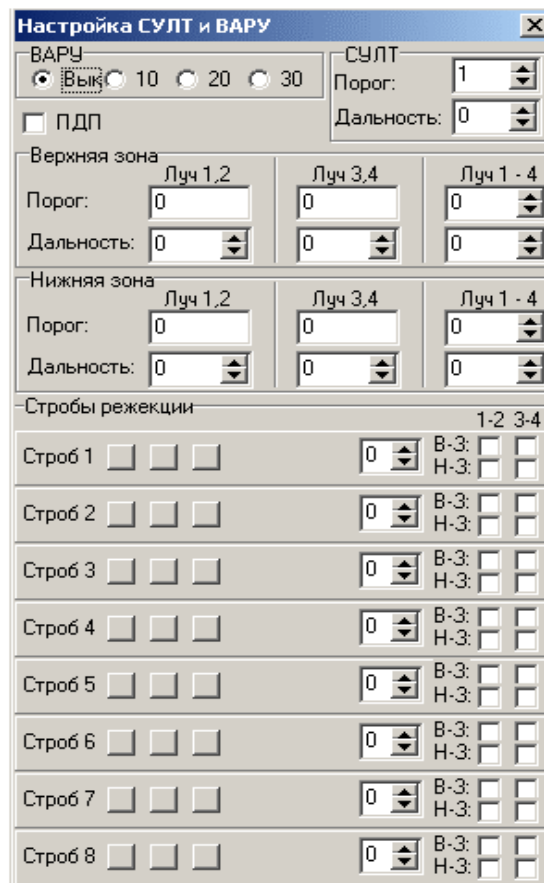 Настройка СУЛТ и ВАРУ
ВАРУ
Вык 10 20 30
СУЛТ
Порог: 1
Дальность: 0
ПДП
Верхняя зона
Луч 1,2 Луч 3,4 Луч 1 - 4
Порог: 0 0 0
Дальность: 0 0 0
Нижняя зона
Луч 1,2 Луч 3,4 Луч 1 - 4
Порог: 0 0 0
Дальность: 0 0 0
Стробы режекции
1-2 3-4
Строб 1 0 В-З:
Н-З:
Строб 2 0 В-З:
Н-З:
Строб 3 0 В-З:
Н-З:
Строб 4 0 В-З:
Н-З:
Строб 5 0 В-З:
Н-З:
Строб 6 0 В-З:
Н-З:
Строб 7 0 В-З:
Н-З:
Строб 8 0 В-З:
Н-З: